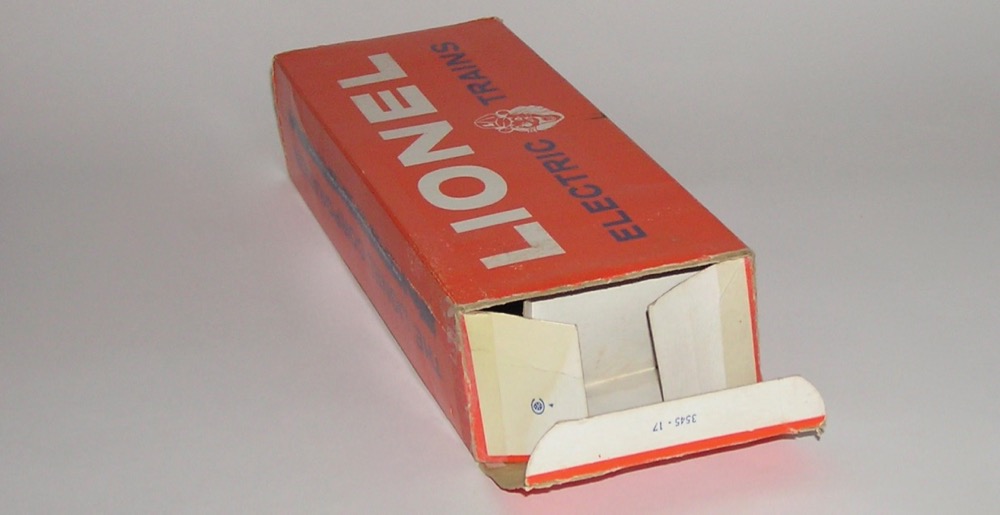 LIONEL
ELECTRIC TRAINS
3545-17